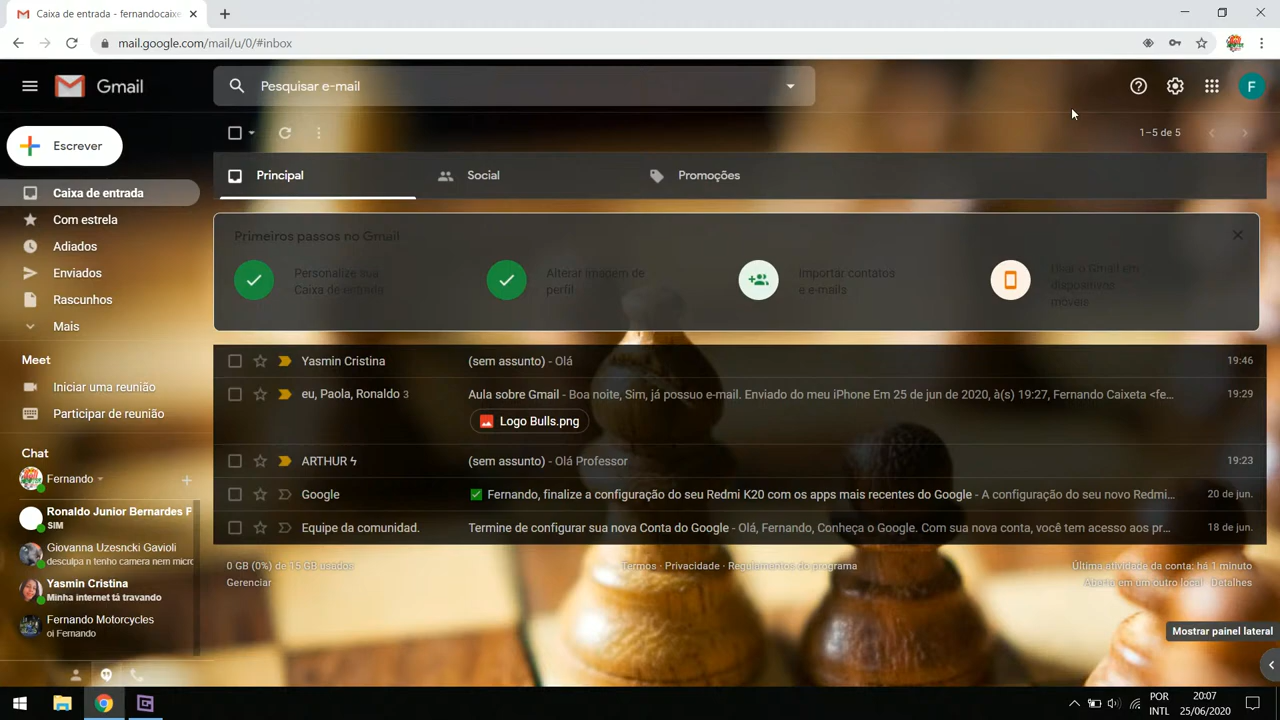 Caixa de entrada - fernandocaixe
mail.google.com/mail/u/0/#inbox
Gmail
Pesquisar e-mail
F
Escrever
1–5 de 5
Principal
Social
Promoções
Caixa de entrada
Com estrela
Adiados
Enviados
Rascunhos
Mais
Primeiros passos no Gmail
Personalize sua
Caixa de entrada
Alterar imagem de
perfil
Importar contatos
e e-mails
Usar o Gmail em
dispositivos
móveis
Yasmin Cristina (sem assunto) - Olá 19:46
eu, Paola, Ronaldo 3 Aula sobre Gmail - Boa noite, Sim, já possuo e-mail. Enviado do meu iPhone Em 25 de jun de 2020, à(s) 19:27, Fernando Caixeta <fe... 19:29
Logo Bulls.png
ARTHUR ϟ (sem assunto) - Olá Professor 19:23
Google Fernando, finalize a configuração do seu Redmi K20 com os apps mais recentes do Google - A configuração do seu novo Redmi... 20 de jun.
Equipe da comunidad. Termine de configurar sua nova Conta do Google - Olá, Fernando, Conheça o Google. Com sua nova conta, você tem acesso aos pr... 18 de jun.
Meet
Iniciar uma reunião
Participar de reunião
Chat
Fernando
Ronaldo Junior Bernardes F
SIM
Giovanna Uzesncki Gavioli
desculpa n tenho camera nem micro
Yasmin Cristina
Minha internet tá travando
Fernando Motorcycles
oi Fernando
0 GB (0%) de 15 GB usados
Gerenciar
Termos · Privacidade · Regulamentos do programa
Última atividade da conta: há 1 minuto
Aberta em um outro local · Detalhes
Mostrar painel lateral
POR
INTL
20:07
25/06/2020